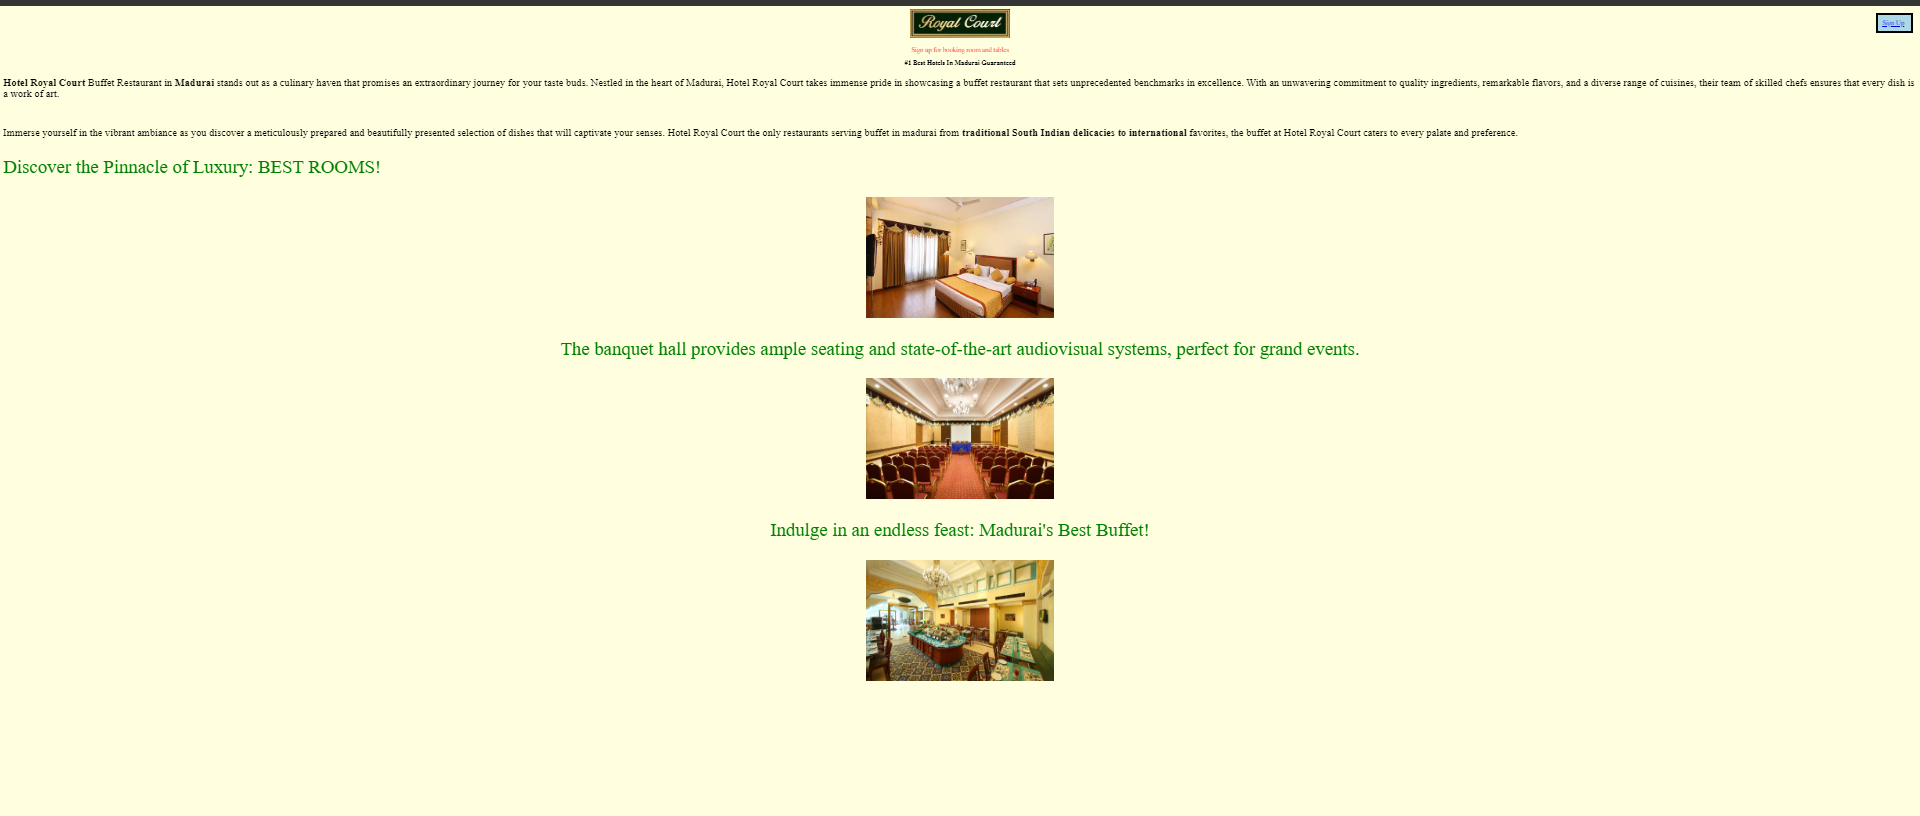 Royal Court
Sign Up
Sign up for booking room and tables
#1 Best Hotels In Madurai Guaranteed
Hotel Royal Court Buffet Restaurant in Madurai stands out as a culinary haven that promises an extraordinary journey for your taste buds. Nestled in the heart of Madurai, Hotel Royal Court takes immense pride in showcasing a buffet restaurant that sets unprecedented benchmarks in excellence. With an unwavering commitment to quality ingredients, remarkable flavors, and a diverse range of cuisines, their team of skilled chefs ensures that every dish is
a work of art.
Immerse yourself in the vibrant ambiance as you discover a meticulously prepared and beautifully presented selection of dishes that will captivate your senses. Hotel Royal Court the only restaurants serving buffet in madurai from traditional South Indian delicacies to international favorites, the buffet at Hotel Royal Court caters to every palate and preference.
Discover the Pinnacle of Luxury: BEST ROOMS!
The banquet hall provides ample seating and state-of-the-art audiovisual systems, perfect for grand events.
Indulge in an endless feast: Madurai's Best Buffet!